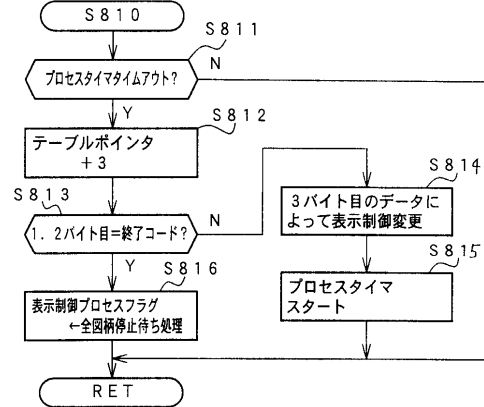 S810
S811
プロセスタイマタイムアウト？
N
Y
S812
テーブルポインタ
＋3
S813
1．2バイト目＝終了コード？
N
Y
S814
3バイト目のデータに
よって表示制御変更
S815
プロセスタイマ
スタート
S816
表示制御プロセスフラグ
←全図柄停止待ち処理
RET